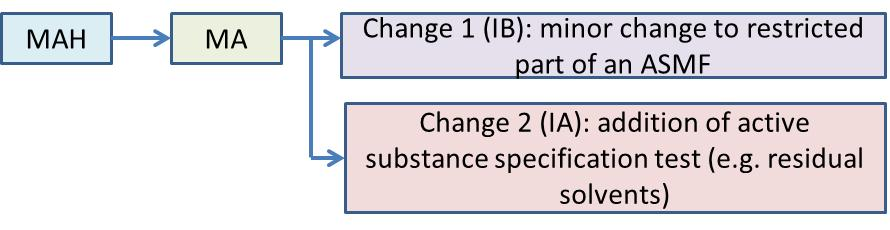 MAH
MA
Change 1 (IB): minor change to restricted
part of an ASMF
Change 2 (IA): addition of active
substance specification test (e.g. residual
solvents)